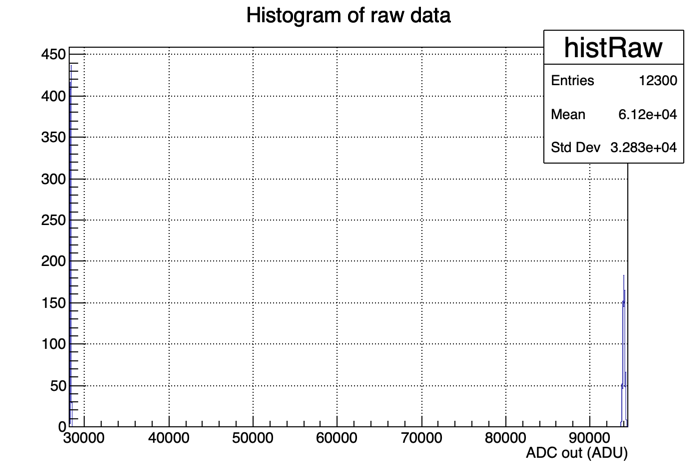 Histogram of raw data
histRaw
Entries 12300
Mean 6.12e+04
Std Dev 3.283e+04
450
400
350
300
250
200
150
100
50
0
30000 40000 50000 60000 70000 80000 90000
ADC out (ADU)